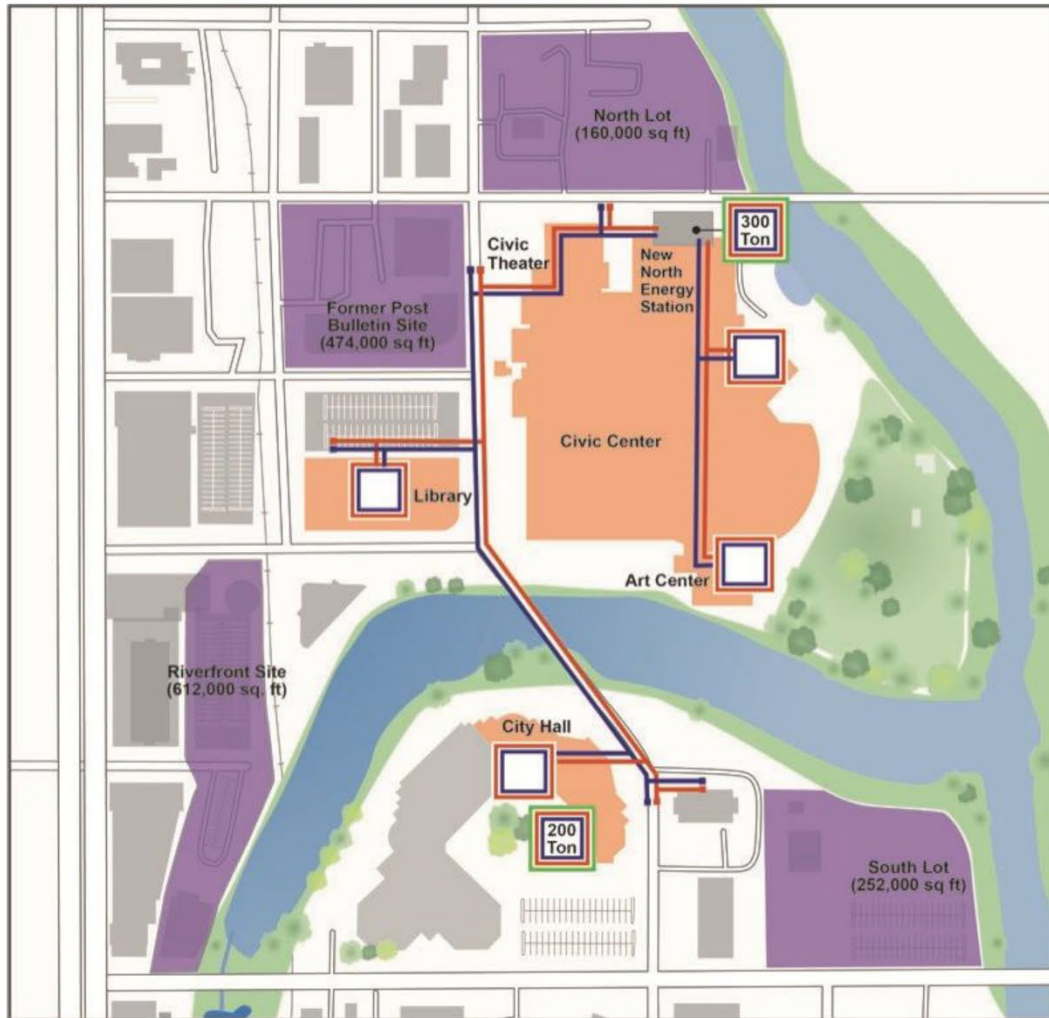 North Lot
(160,000 sq ft)
300
Ton
Civic
Theater
New
North
Energy
Station
Former Post
Bulletin Site
(474,000 sq ft)
Civic Center
Library
Art Center
Riverfront Site
(612,000 sq. ft)
City Hall
200
Ton
South Lot
(252,000 sq ft)